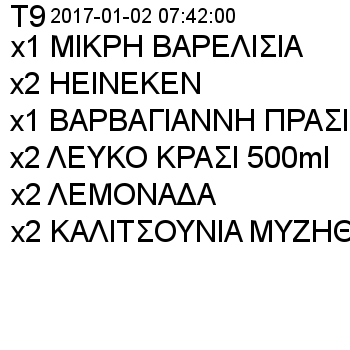 T9 2017-01-02 07:42:00
x1 ΜΙΚΡΗ ΒΑΡΕΛΙΣΙΑ
x2 HEINEKEN
x1 ΒΑΡΒΑΓΙΑΝΝΗ ΠΡΑΣΙ
x2 ΛΕΥΚΟ ΚΡΑΣΙ 500ml
x2 ΛΕΜΟΝΑΔΑ
x2 ΚΑΛΙΤΣΟΥΝΙΑ ΜΥΖΗΘ